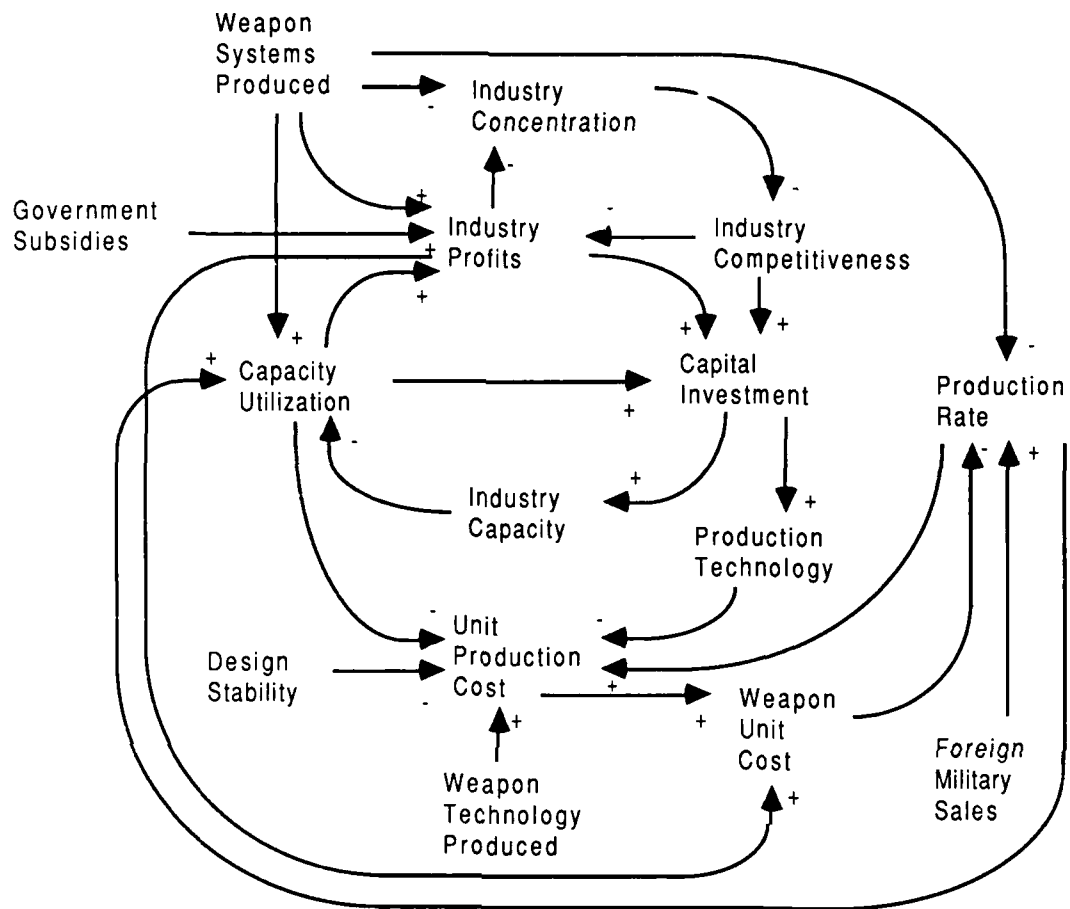 Weapon
Systems
Produced
-
Industry
Concentration
-
-
Government
Subsidies
+
Industry
Profits
+
+
-
Industry
Competitiveness
+
+
+
+
Capacity
Utilization
+
Capital
Investment
-
Production
Rate
-
+
-
+
Industry
Capacity
+
Production
Technology
-
-
Unit
Production
Cost
-
+
+
+
Design
Stability
Weapon
Unit
Cost
+
Weapon
Technology
Produced
Foreign
Military
Sales